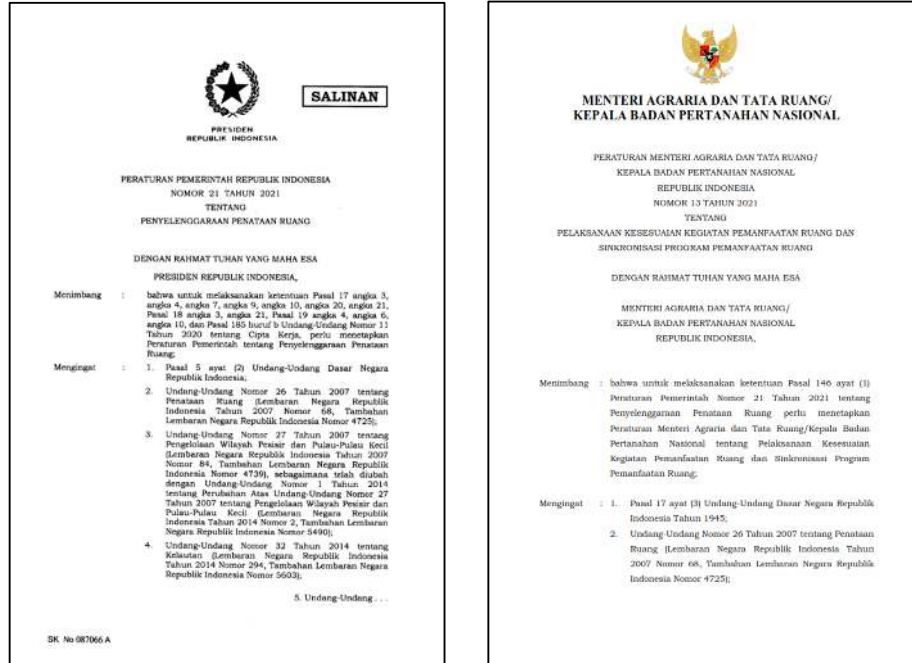 SALINAN
PRESIDEN
REPUBLIK INDONESIA
PERATURAN PEMERINTAH REPUBLIK INDONESIA
NOMOR 21 TAHUN 2021
TENTANG
PENYELENGGARAAN PENATAAN RUANG
DENGAN RAHMAT TUHAN YANG MAHA ESA
PRESIDEN REPUBLIK INDONESIA,
Menimbang : bahwa untuk melaksanakan ketentuan Pasal 17 angka 3,
angka 4, angka 7, angka 9, angka 10, angka 20, angka 21,
Pasal 18 angka 3, angka 21, Pasal 19 angka 4, angka 6,
angka 10, dan Pasal 185 huruf b Undang-Undang Nomor 11
Tahun 2020 tentang Cipta Kerja, perlu menetapkan
Peraturan Pemerintah tentang Penyelenggaraan Penataan
Ruang;
Mengingat : 1. Pasal 5 ayat (2) Undang-Undang Dasar Negara
Republik Indonesia;
2. Undang-Undang Nomor 26 Tahun 2007 tentang
Penataan Ruang (Lembaran Negara Republik
Indonesia Tahun 2007 Nomor 68, Tambahan
Lembaran Negara Republik Indonesia Nomor 4725);
3. Undang-Undang Nomor 27 Tahun 2007 tentang
Pengelolaan Wilayah Pesisir dan Pulau-Pulau Kecil
(Lembaran Negara Republik Indonesia Tahun 2007
Nomor 84, Tambahan Lembaran Negara Republik
Indonesia Nomor 4739), sebagaimana telah diubah
dengan Undang-Undang Nomor 1 Tahun 2014
tentang Perubahan Atas Undang-Undang Nomor 27
Tahun 2007 tentang Pengelolaan Wilayah Pesisir dan
Pulau-Pulau Kecil (Lembaran Negara Republik
Indonesia Tahun 2014 Nomor 2, Tambahan Lembaran
Negara Republik Indonesia Nomor 5490);
4. Undang-Undang Nomor 32 Tahun 2014 tentang
Kelautan (Lembaran Negara Republik Indonesia
Tahun 2014 Nomor 294, Tambahan Lembaran Negara
Republik Indonesia Nomor 5603);
5. Undang-Undang . . .
SK No 087066 A
MENTERI AGRARIA DAN TATA RUANG/
KEPALA BADAN PERTANAHAN NASIONAL
PERATURAN MENTERI AGRARIA DAN TATA RUANG/
KEPALA BADAN PERTANAHAN NASIONAL
REPUBLIK INDONESIA
NOMOR 13 TAHUN 2021
TENTANG
PELAKSANAAN KESESUAIAN KEGIATAN PEMANFAATAN RUANG DAN
SINKRONISASI PROGRAM PEMANFAATAN RUANG
DENGAN RAHMAT TUHAN YANG MAHA ESA
MENTERI AGRARIA DAN TATA RUANG/
KEPALA BADAN PERTANAHAN NASIONAL
REPUBLIK INDONESIA,
Menimbang : bahwa untuk melaksanakan ketentuan Pasal 146 ayat (1)
Peraturan Pemerintah Nomor 21 Tahun 2021 tentang
Penyelenggaraan Penataan Ruang perlu menetapkan
Peraturan Menteri Agraria dan Tata Ruang/Kepala Badan
Pertanahan Nasional tentang Pelaksanaan Kesesuaian
Kegiatan Pemanfaatan Ruang dan Sinkronisasi Program
Pemanfaatan Ruang;
Mengingat : 1. Pasal 17 ayat (3) Undang-Undang Dasar Negara Republik
Indonesia Tahun 1945;
2. Undang-Undang Nomor 26 Tahun 2007 tentang Penataan
Ruang (Lembaran Negara Republik Indonesia Tahun
2007 Nomor 68, Tambahan Lembaran Negara Republik
Indonesia Nomor 4725);